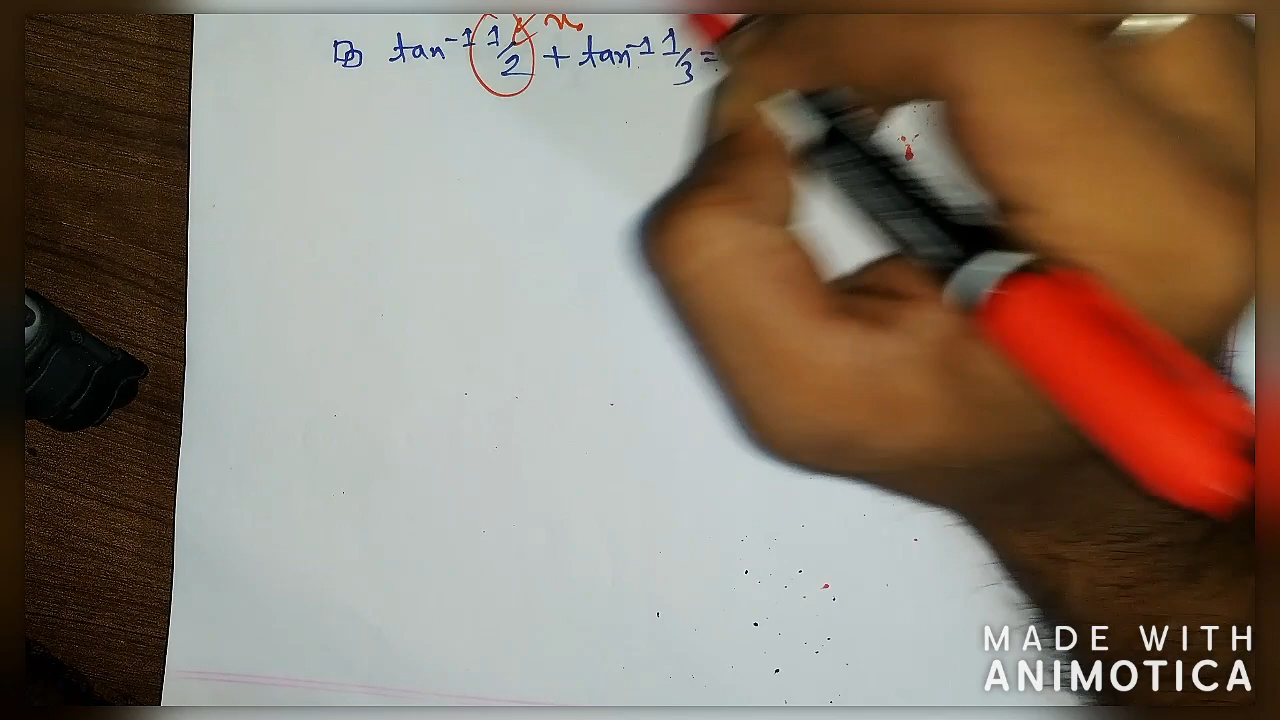 tan⁻¹ 1/2 + tan⁻¹ 1/3 =
x
MADE WITH
ANIMOTICA